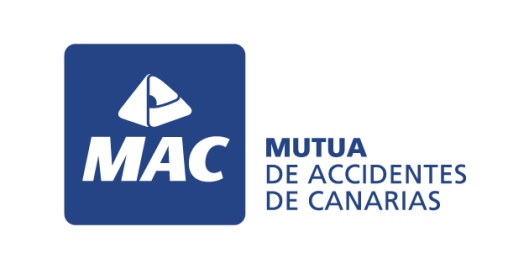 MAC
MUTUA
DE ACCIDENTES
DE CANARIAS